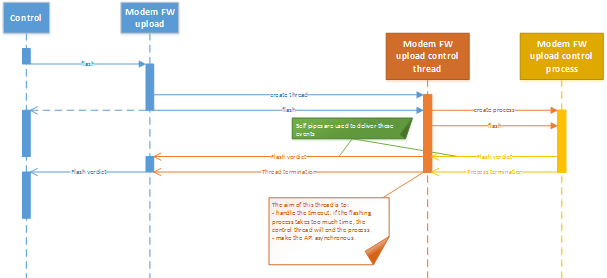 Control
Modem FW
upload
Modem FW
upload control
thread
Modem FW
upload control
process
flash
create thread
flash
create process
flash
Self pipes are used to deliver these
events
Flash verdict
Flash verdict
Flash verdict
Thread termination
Process termination
The aim of this thread is to:
- handle the timeout: if the flashing
process takes too much time, the
control thread will end the process
- make the API asynchronous